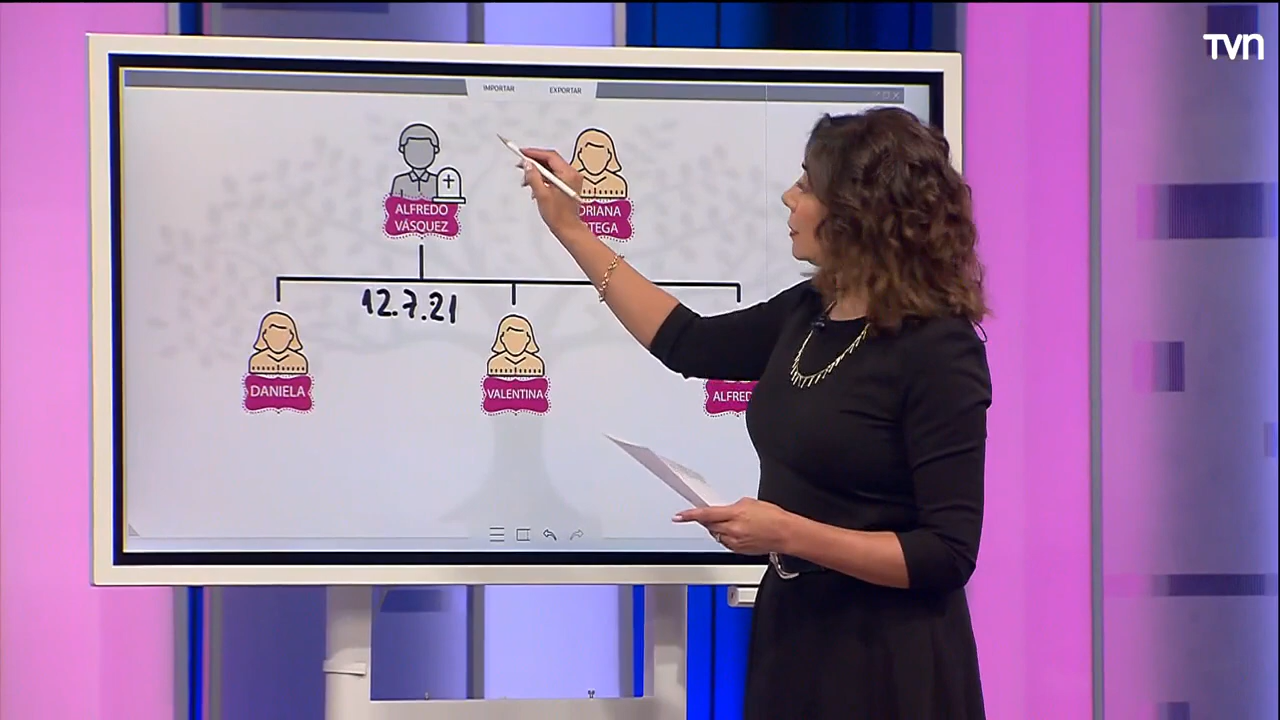 TVN
IMPORTAR EXPORTAR
ALFREDO
VÁSQUEZ
12.7.21
DANIELA
VALENTINA